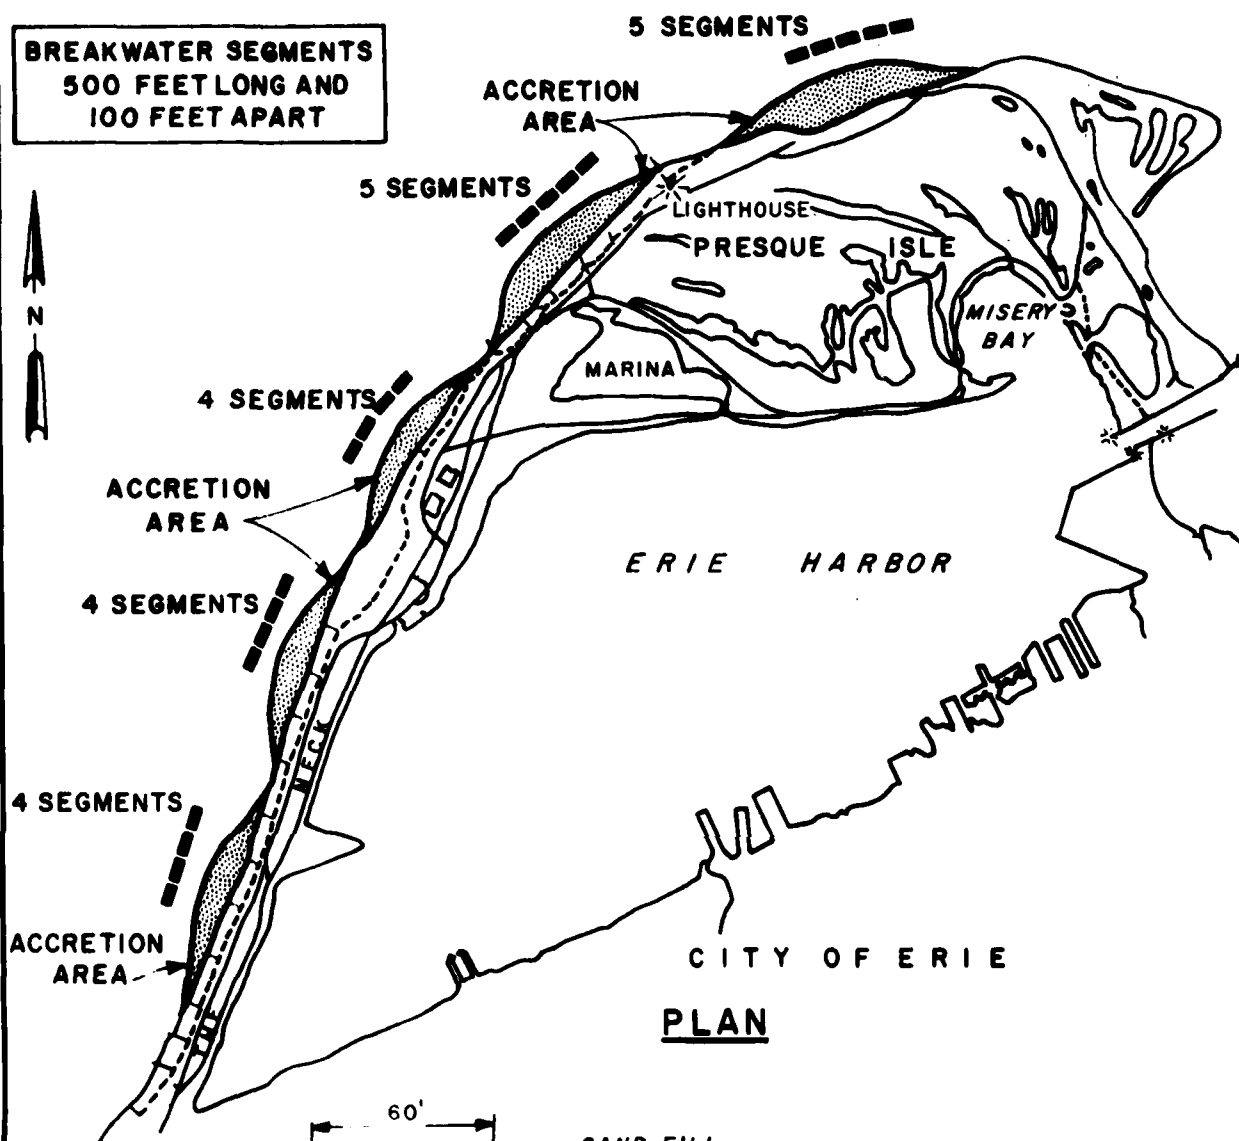 5 SEGMENTS
BREAKWATER SEGMENTS
500 FEET LONG AND
100 FEET APART
ACCRETION
AREA
5 SEGMENTS
LIGHTHOUSE
PRESQUE ISLE
N
MISERY
BAY
MARINA
4 SEGMENTS
ACCRETION
AREA
ERIE HARBOR
4 SEGMENTS
NECK
4 SEGMENTS
ACCRETION
AREA
CITY OF ERIE
THE
PLAN
60'